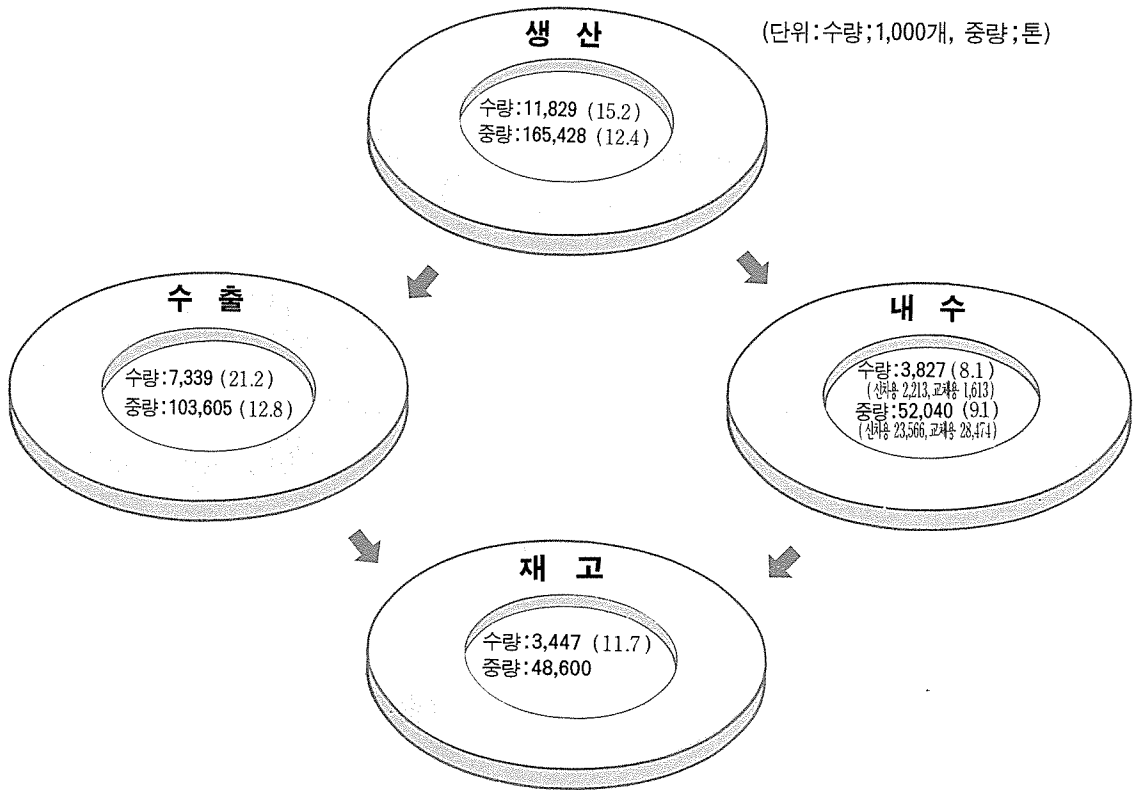 (단위:수량;1,000개, 중량;톤)
생 산
수량:11,829 (15.2)
중량:165,428 (12.4)
수 출
수량:7,339 (21.2)
중량:103,605 (12.8)
내 수
수량:3,827 (8.1)
(신차용 2,213, 교체용 1,613)
중량:52,040 (9.1)
(신차용 23,566, 교체용 28,474)
재 고
수량:3,447 (11.7)
중량:48,600